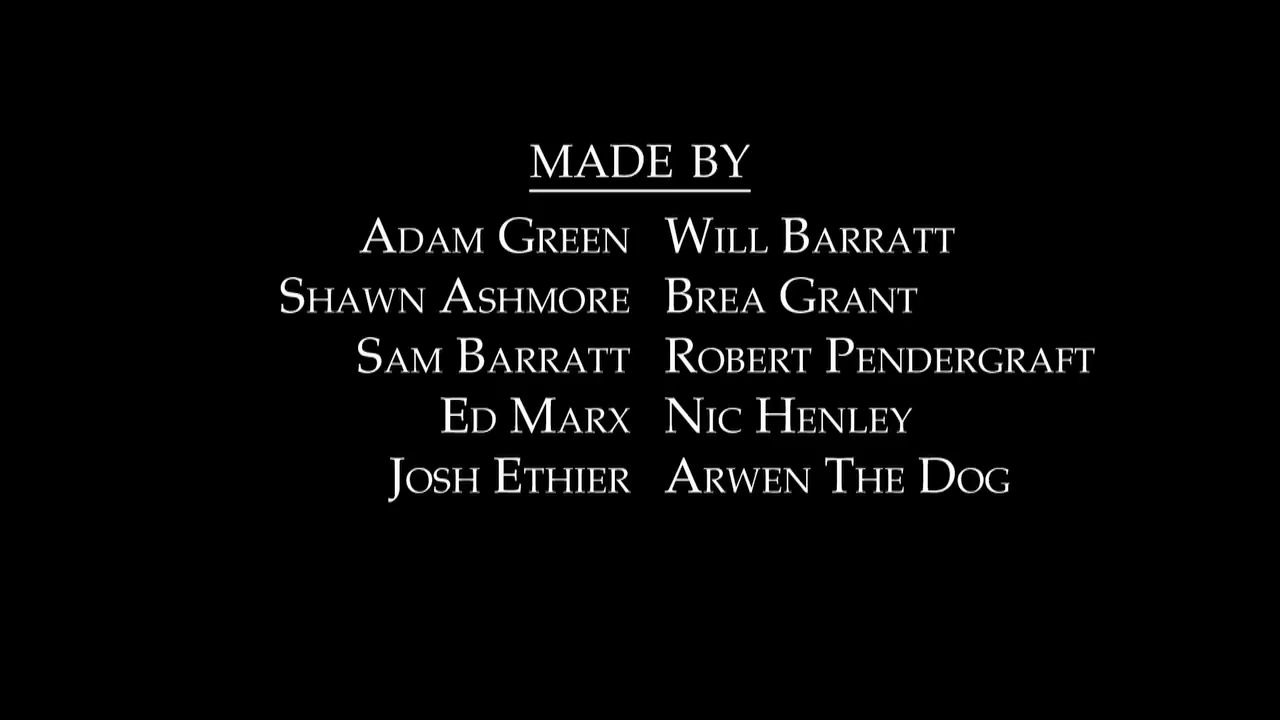 MADE BY
ADAM GREEN WILL BARRATT
SHAWN ASHMORE BREA GRANT
SAM BARRATT ROBERT PENDERGRAFT
ED MARX NIC HENLEY
JOSH ETHIER ARWEN THE DOG